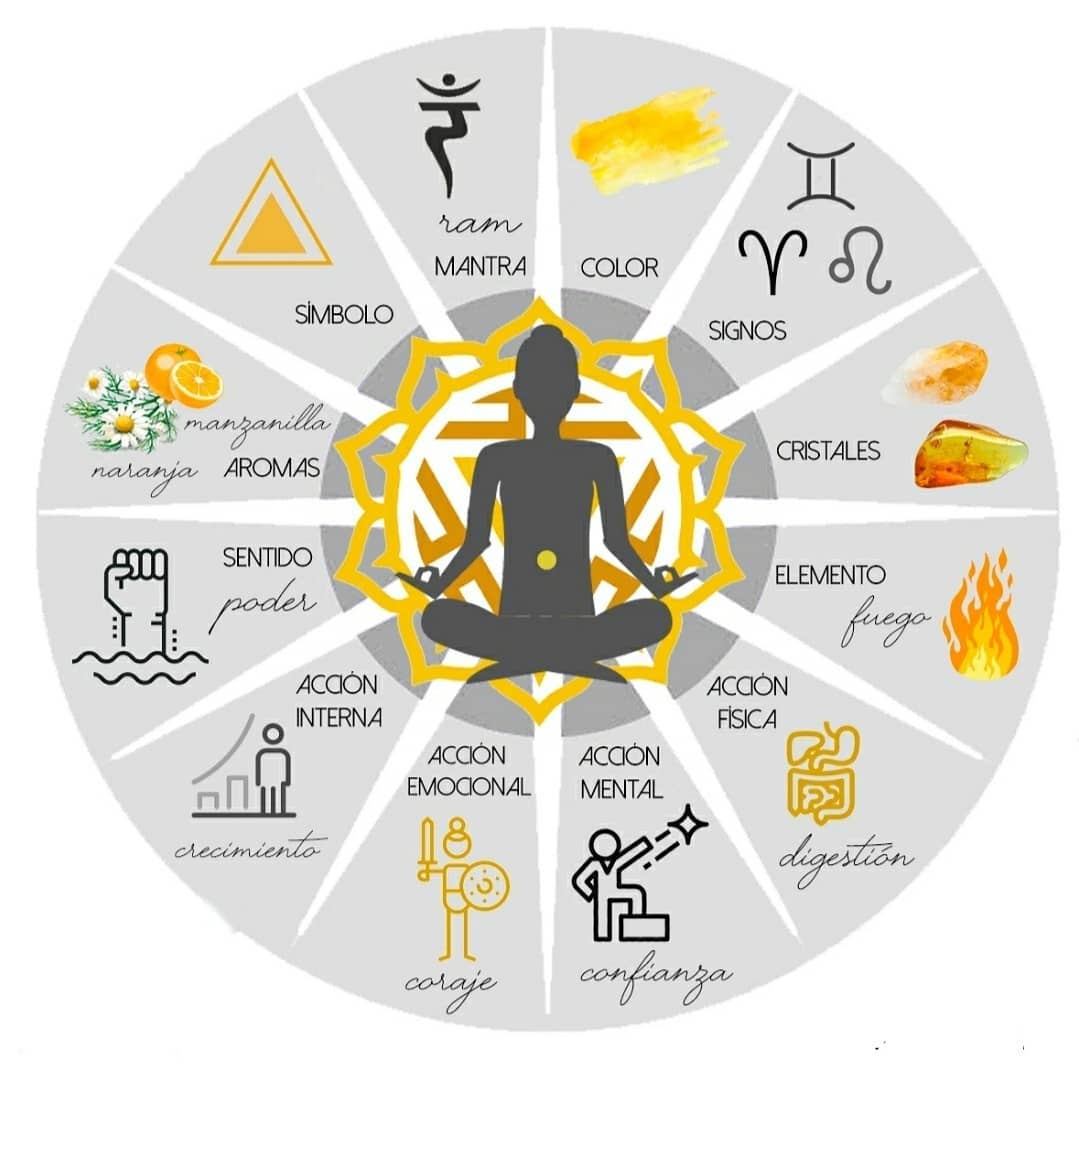 ram
MANTRA
COLOR
SIGNOS
CRISTALES
ELEMENTO
fuego
ACCIÓN
FÍSICA
digestión
ACCIÓN
MENTAL
confianza
ACCIÓN
EMOCIONAL
coraje
ACCIÓN
INTERNA
crecimiento
SENTIDO
poder
manzanilla
naranja AROMAS
SÍMBOLO